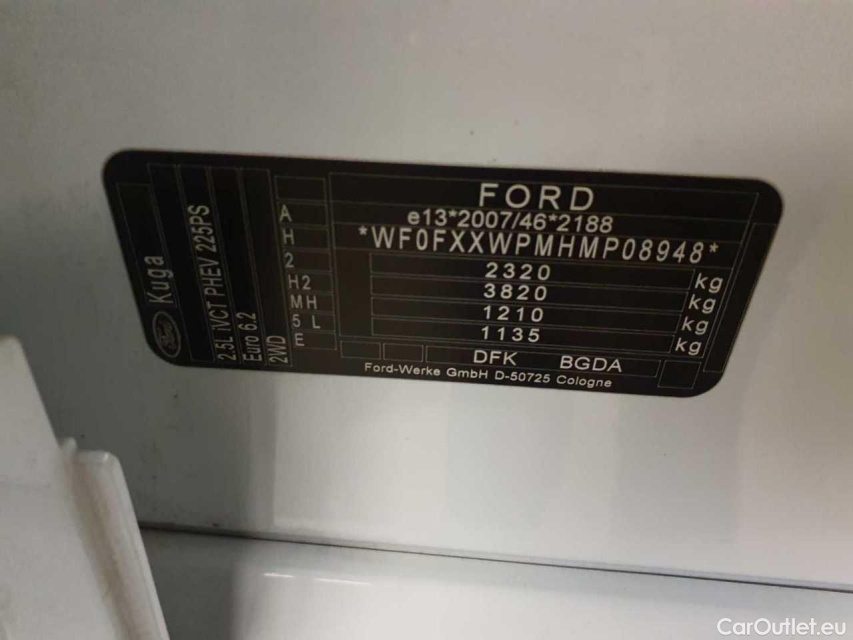 FORD
e13*2007/46*2188
*WF0FXXWPMHMP08948*
2320 kg
3820 kg
1210 kg
1135 kg
DFK BGDA
Ford-Werke GmbH D-50725 Cologne
Ford Kuga
2.5L iVCT PHEV 225PS
Euro 6.2
2WD
A
H
2
H2
MH
5 L
E
CarOutlet.eu